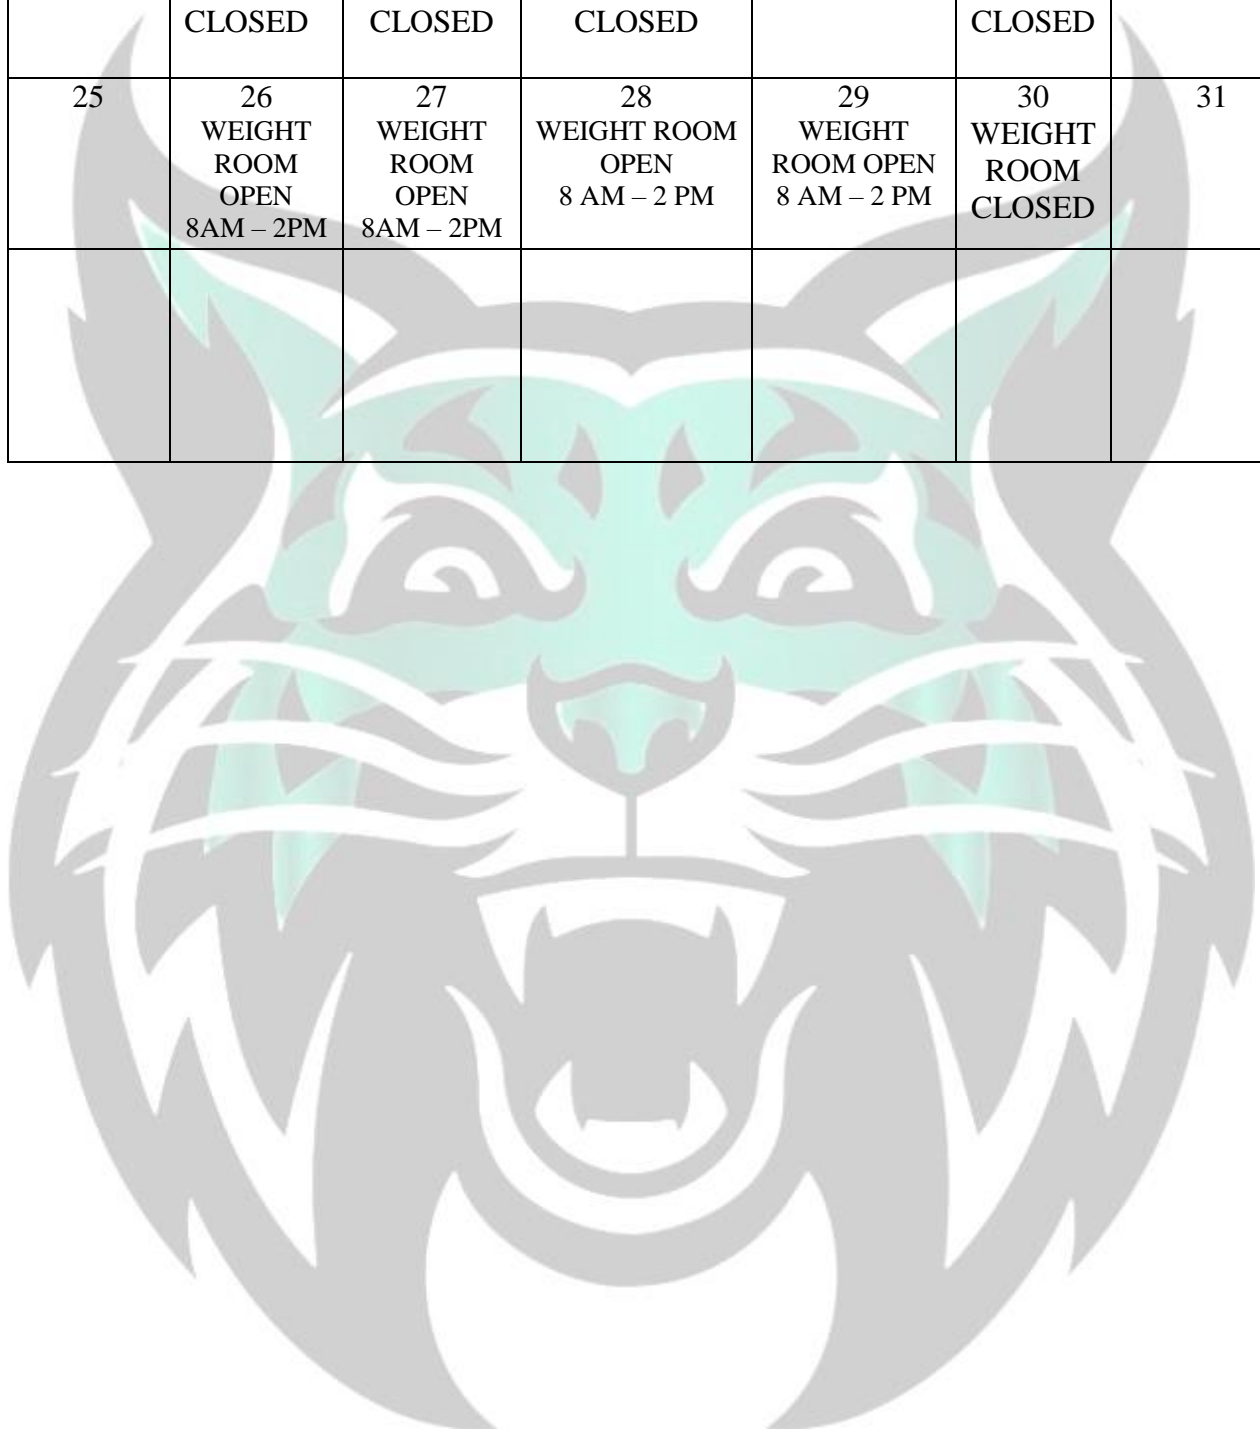 CLOSED
CLOSED
CLOSED
CLOSED
25
26
WEIGHT
ROOM
OPEN
8AM – 2PM
27
WEIGHT
ROOM
OPEN
8AM – 2PM
28
WEIGHT ROOM
OPEN
8 AM – 2 PM
29
WEIGHT
ROOM OPEN
8 AM – 2 PM
30
WEIGHT
ROOM
CLOSED
31